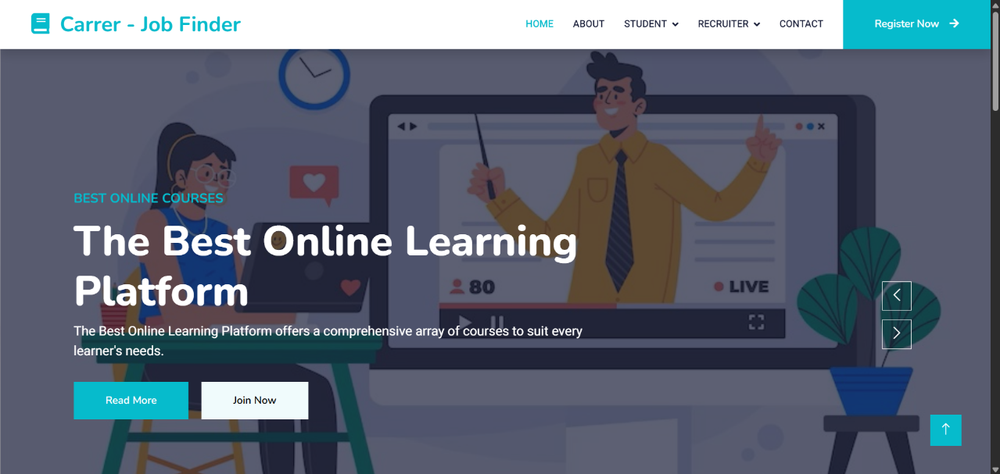 Carrer - Job Finder
HOME
ABOUT
STUDENT
RECRUITER
CONTACT
Register Now
BEST ONLINE COURSES
The Best Online Learning
Platform
80
LIVE
The Best Online Learning Platform offers a comprehensive array of courses to suit every
learner's needs.
Read More
Join Now